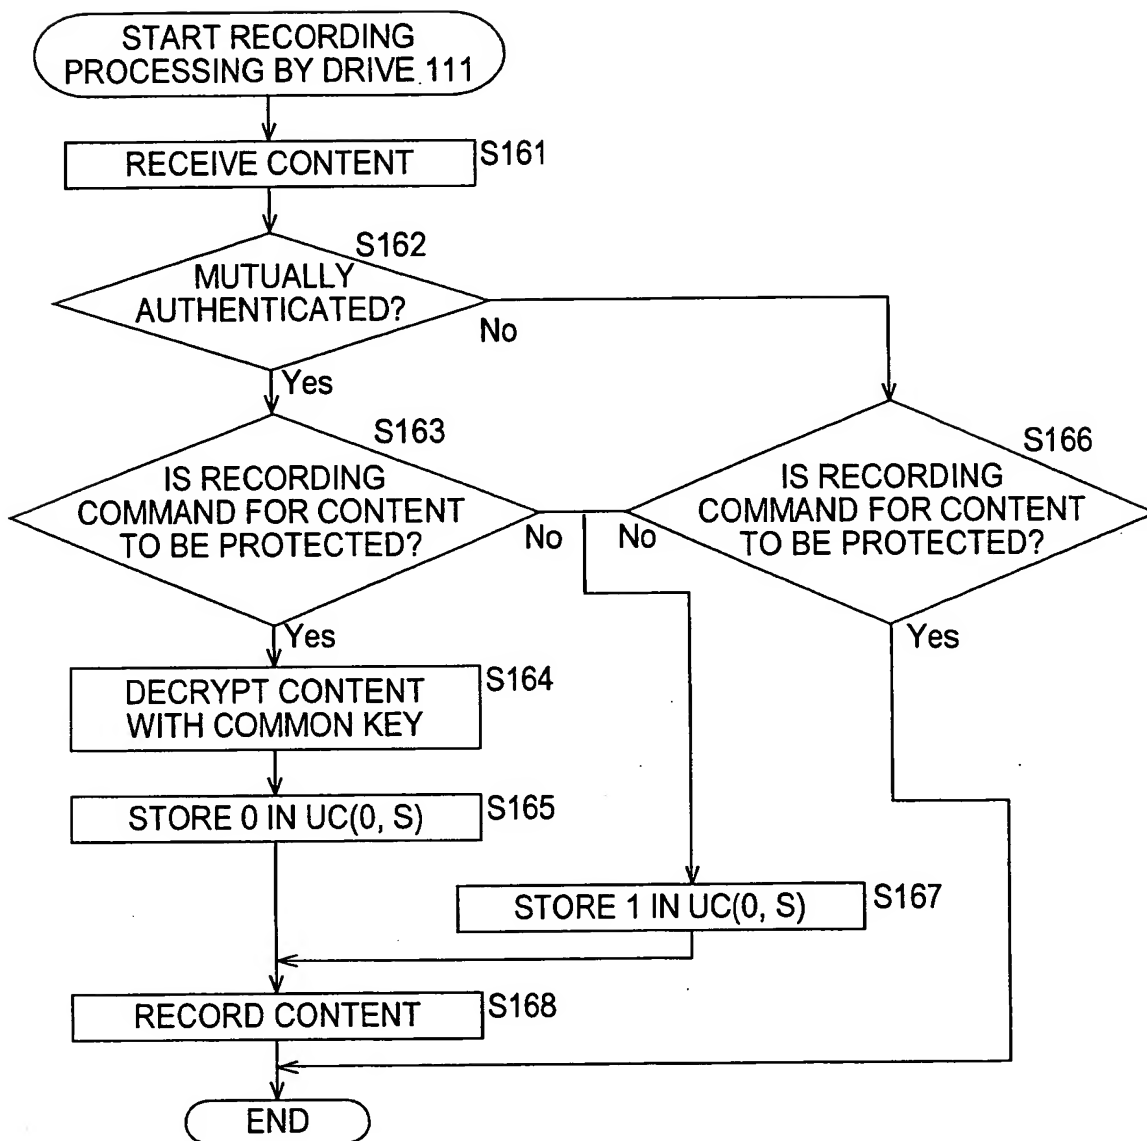 START RECORDING
PROCESSING BY DRIVE 111
RECEIVE CONTENT
S161
S162
MUTUALLY
AUTHENTICATED?
No
Yes
S163
IS RECORDING
COMMAND FOR CONTENT
TO BE PROTECTED?
No
Yes
S166
IS RECORDING
COMMAND FOR CONTENT
TO BE PROTECTED?
No
Yes
DECRYPT CONTENT
WITH COMMON KEY
S164
STORE 0 IN UC(0, S)
S165
STORE 1 IN UC(0, S)
S167
RECORD CONTENT
S168
END